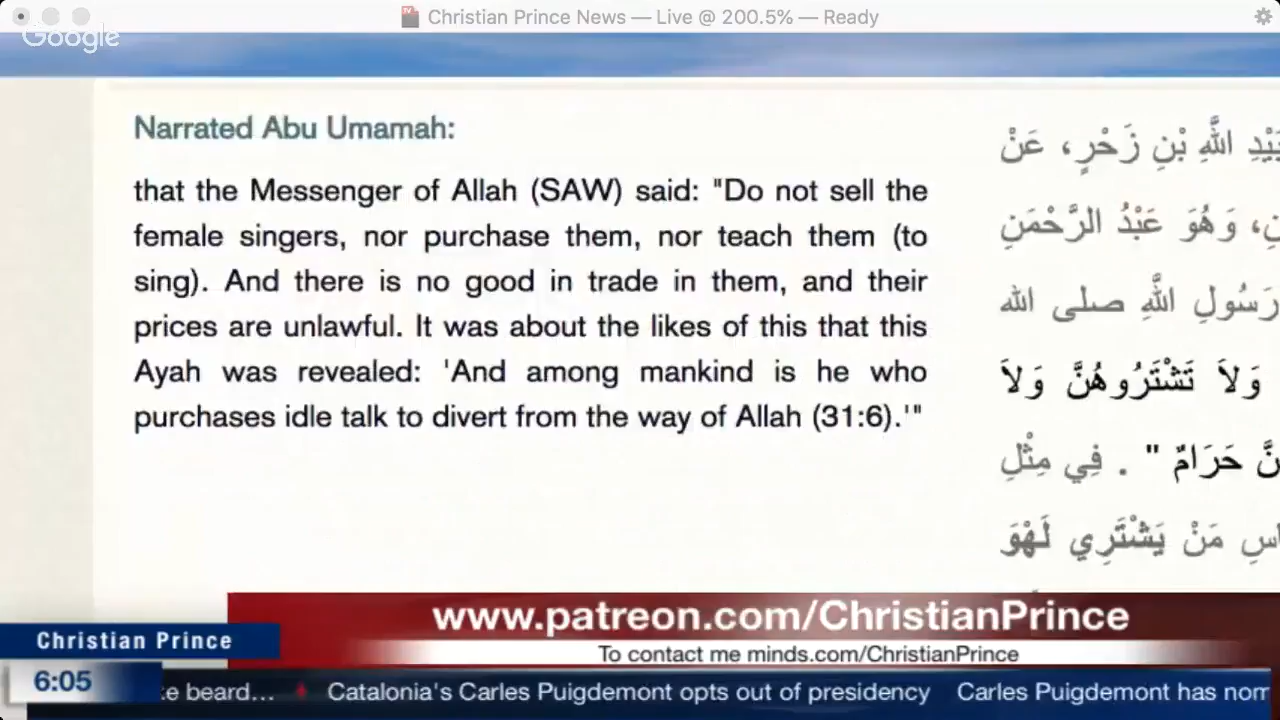 Christian Prince News — Live @ 200.5% — Ready
Google
Narrated Abu Umamah:
that the Messenger of Allah (SAW) said: "Do not sell the
female singers, nor purchase them, nor teach them (to
sing). And there is no good in trade in them, and their
prices are unlawful. It was about the likes of this that this
Ayah was revealed: 'And among mankind is he who
purchases idle talk to divert from the way of Allah (31:6).'"
اللَّهِ بْنِ زَحْرٍ، عَنْ
وَهُوَ عَبْدُ الرَّحْمَنِ
رَسُولِ اللَّهِ صلى الله
وَلاَ تَشْتَرُوهُنَّ وَلاَ
حَرَامٌ " . فِي مِثْلِ
مَنْ يَشْتَرِي لَهْوَ
www.patreon.com/ChristianPrince
To contact me minds.com/ChristianPrince
Christian Prince
6:05
beard... Catalonia's Carles Puigdemont opts out of presidency Carles Puigdemont has nom